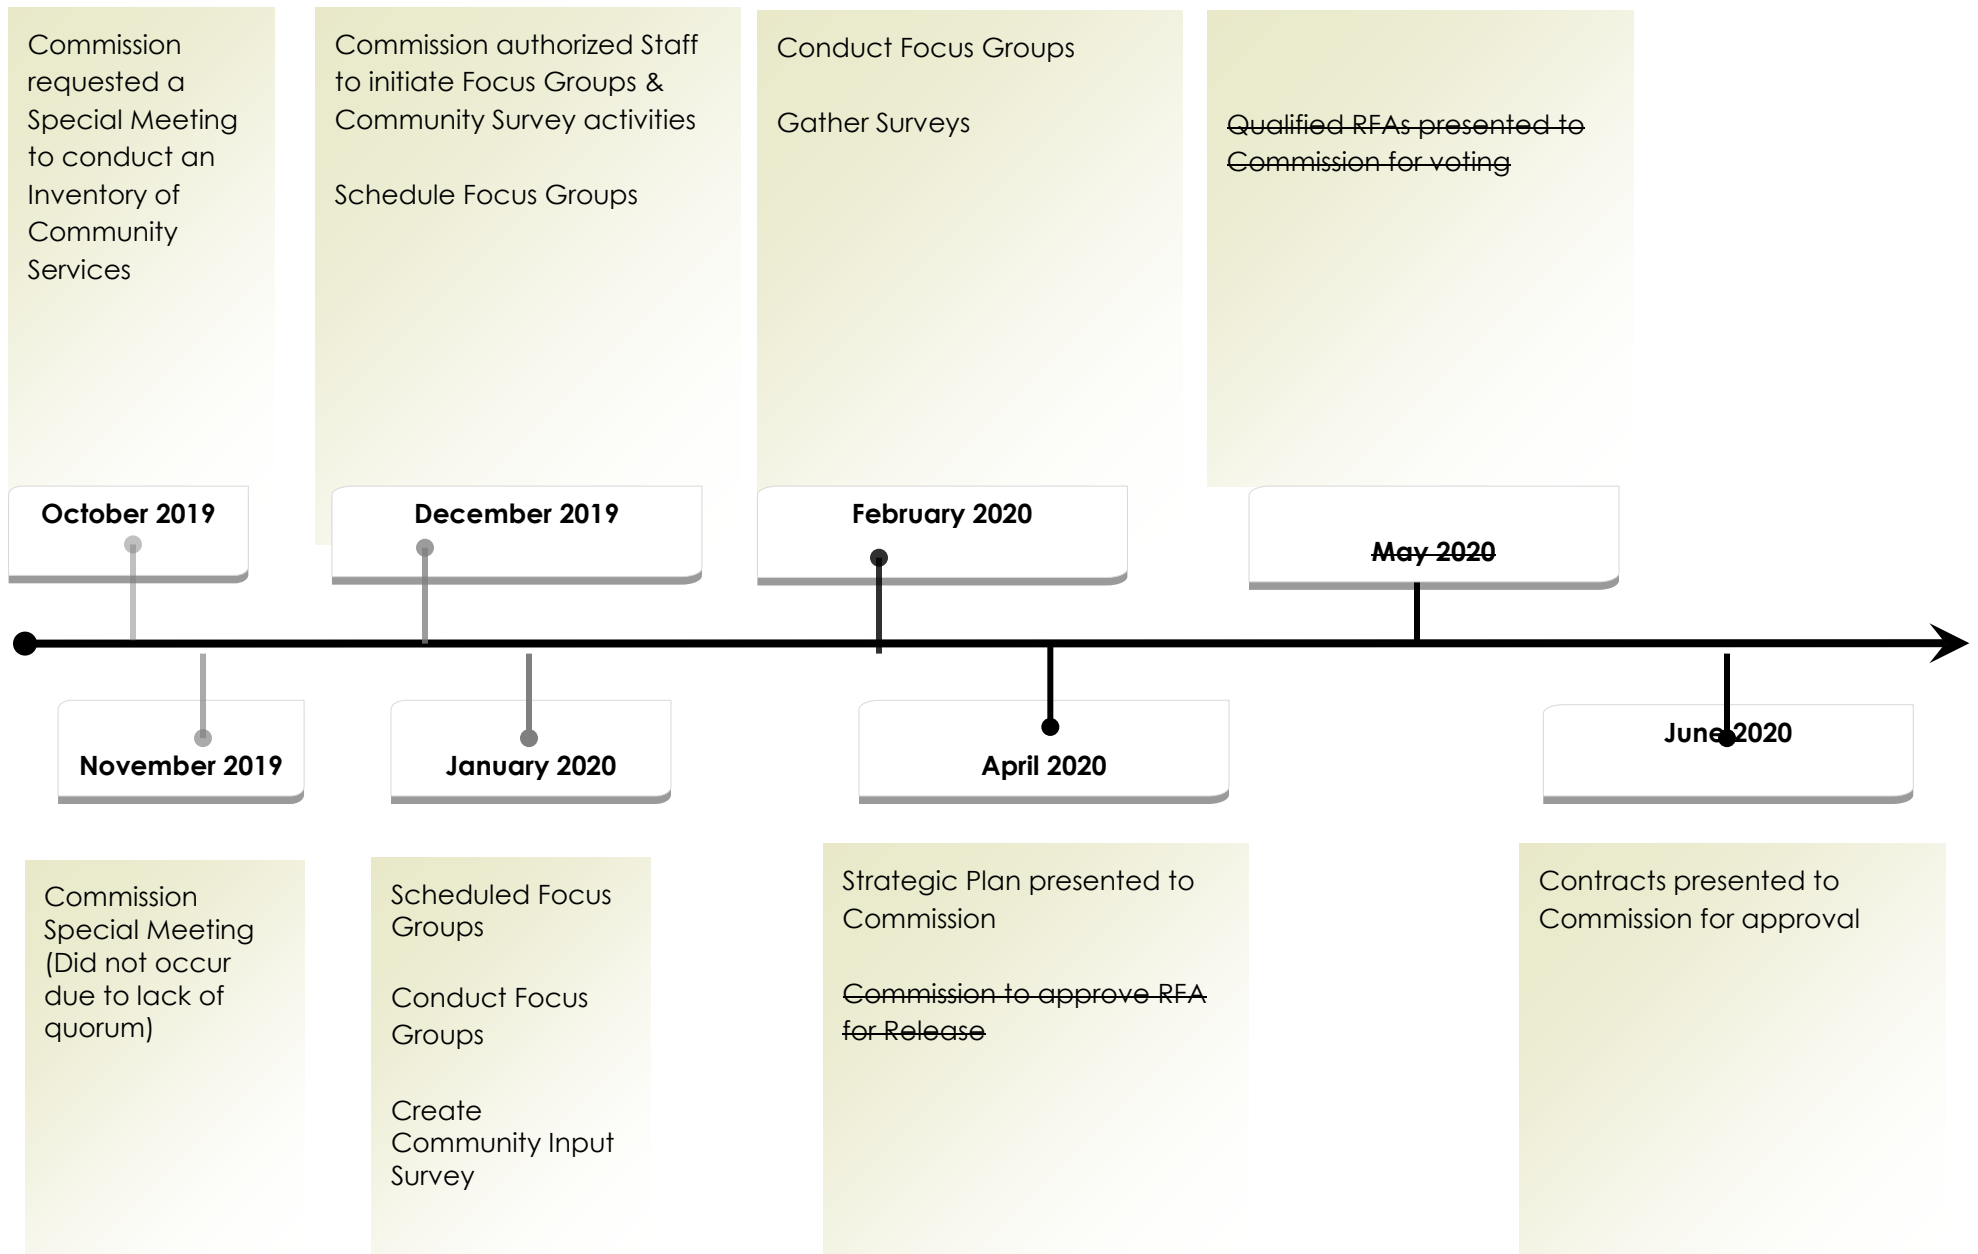 Commission
requested a
Special Meeting
to conduct an
Inventory of
Community
Services
Commission authorized Staff
to initiate Focus Groups &
Community Survey activities
Schedule Focus Groups
Conduct Focus Groups
Gather Surveys
Qualified RFAs presented to
Commission for voting
October 2019
December 2019
February 2020
May 2020
November 2019
January 2020
April 2020
June 2020
Commission
Special Meeting
(Did not occur
due to lack of
quorum)
Scheduled Focus
Groups
Conduct Focus
Groups
Create
Community Input
Survey
Strategic Plan presented to
Commission
Commission to approve RFA
for Release
Contracts presented to
Commission for approval